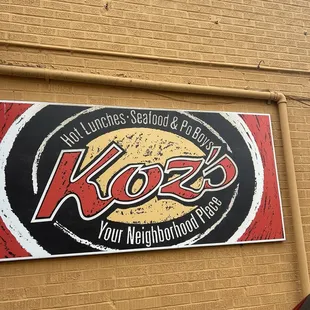 Hot Lunches · Seafood & Po Boys
Koz's
Your Neighborhood Place